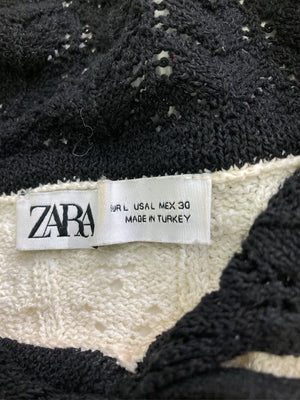 ZARA
EUR L USA L MEX 30
MADE IN TURKEY